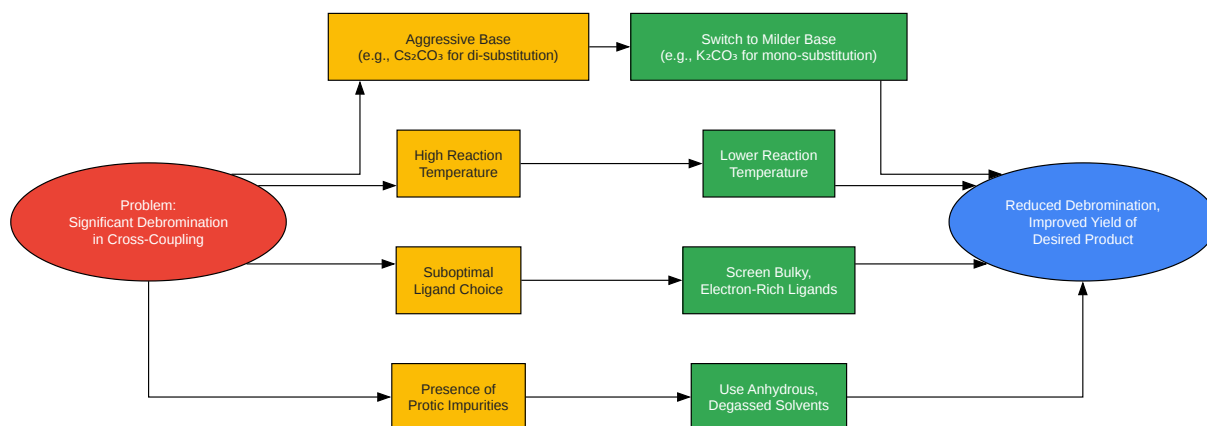 Aggressive Base
(e.g., Cs₂CO₃ for di-substitution)
Switch to Milder Base
(e.g., K₂CO₃ for mono-substitution)
High Reaction
Temperature
Lower Reaction
Temperature
Problem:
Significant Debromination
in Cross-Coupling
Reduced Debromination,
Improved Yield of
Desired Product
Suboptimal
Ligand Choice
Screen Bulky,
Electron-Rich Ligands
Presence of
Protic Impurities
Use Anhydrous,
Degassed Solvents